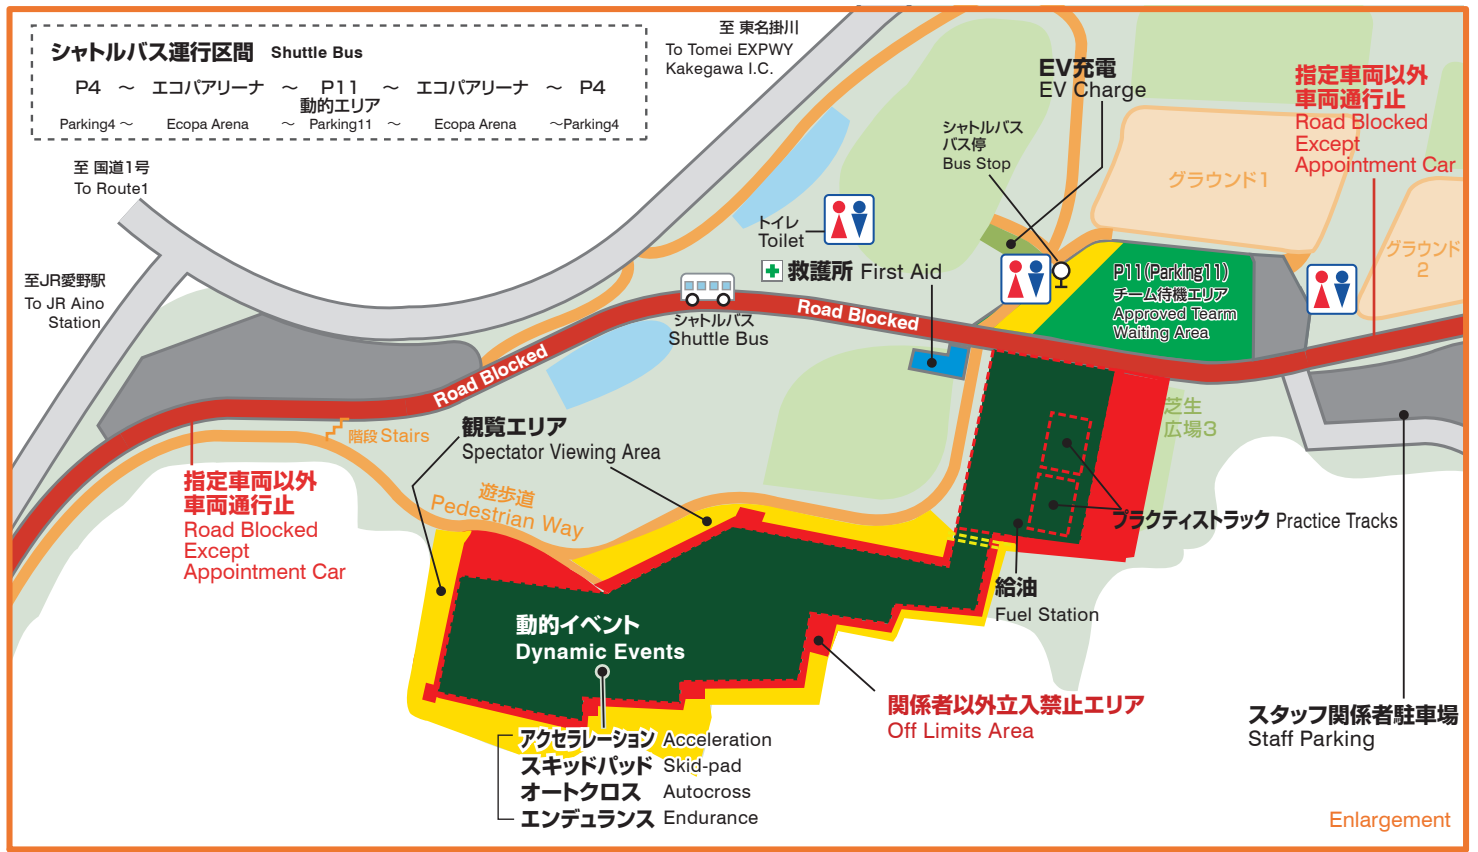 シャトルバス運行区間 Shuttle Bus
P4 ～ エコパアリーナ ～ P11 ～ エコパアリーナ ～ P4
動的エリア
Parking4 ～ Ecopa Arena ～ Parking11 ～ Ecopa Arena ～Parking4
至 東名掛川
To Tomei EXPWY
Kakegawa I.C.
至 国道1号
To Route1
至JR愛野駅
To JR Aino
Station
EV充電
EV Charge
シャトルバス
バス停
Bus Stop
指定車両以外
車両通行止
Road Blocked
Except
Appointment Car
グラウンド1
グラウンド
2
トイレ
Toilet
救護所 First Aid
P11(Parking11)
チーム待機エリア
Approved Tearm
Waiting Area
シャトルバス
Shuttle Bus
Road Blocked
Road Blocked
階段 Stairs
観覧エリア
Spectator Viewing Area
芝生
広場3
指定車両以外
車両通行止
Road Blocked
Except
Appointment Car
遊歩道
Pedestrian Way
プラクティストラック Practice Tracks
給油
Fuel Station
動的イベント
Dynamic Events
関係者以外立入禁止エリア
Off Limits Area
スタッフ関係者駐車場
Staff Parking
アクセラレーション Acceleration
スキッドパッド Skid-pad
オートクロス Autocross
エンデュランス Endurance
Enlargement